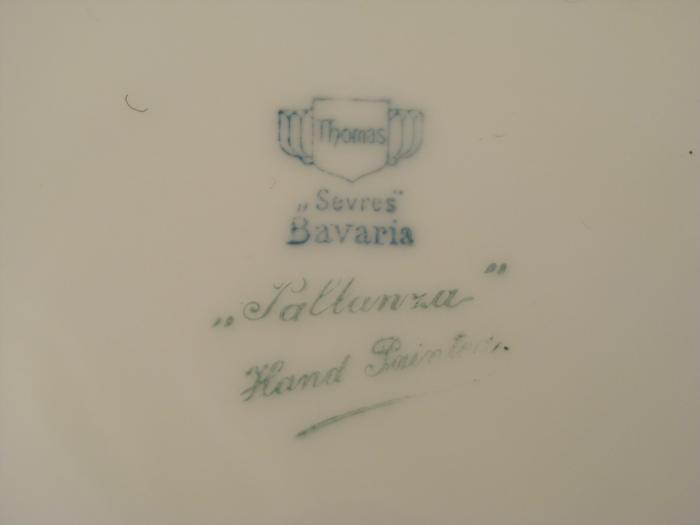 Thomas
„Sevres"
Bavaria
„Pallanza"
Hand Painted.